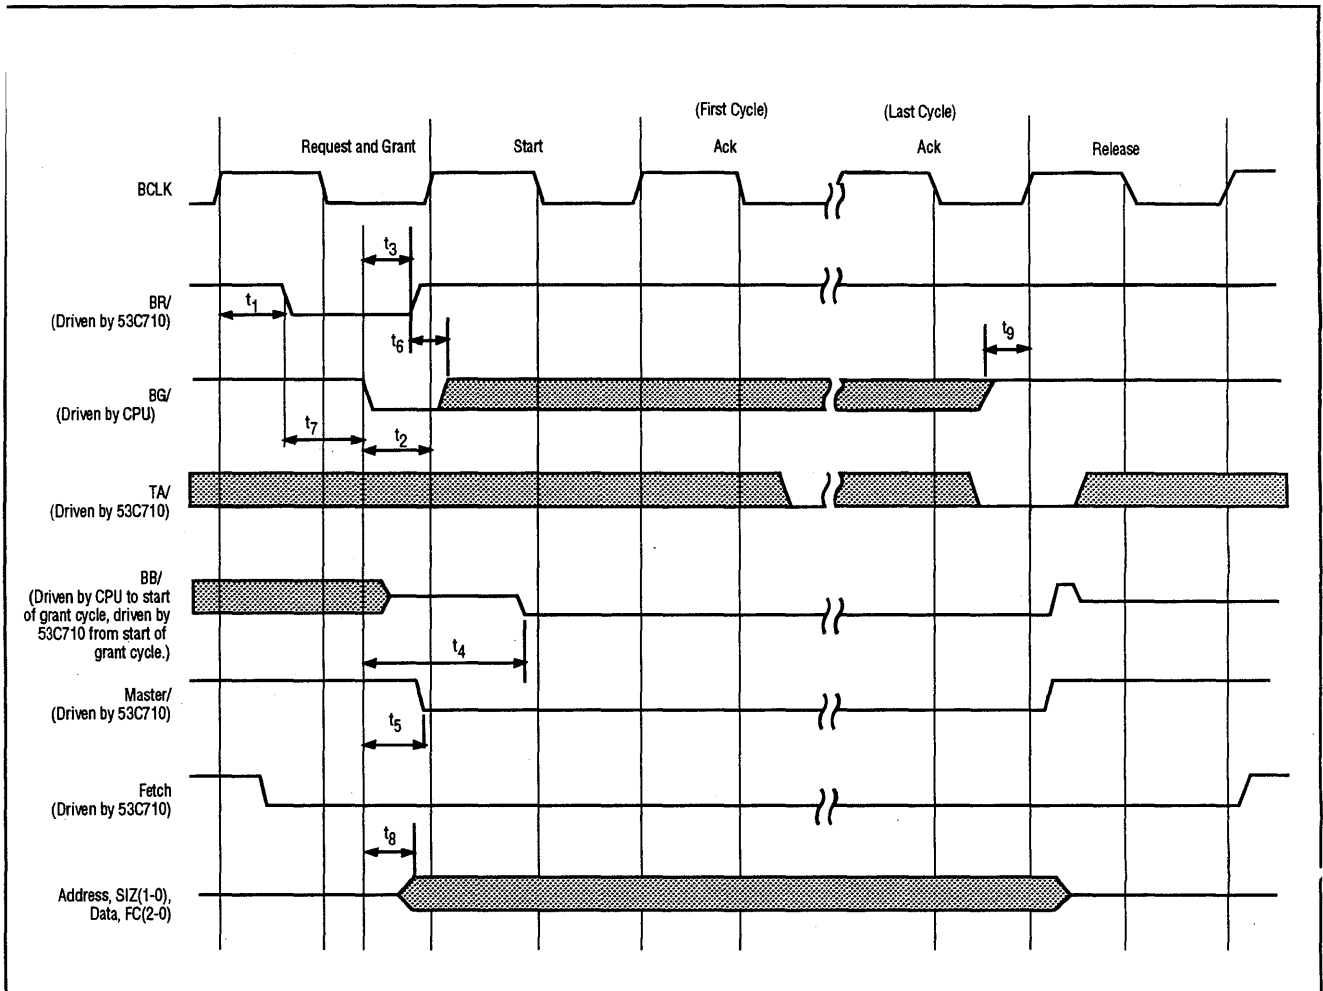 (First Cycle)
(Last Cycle)
Request and Grant
Start
Ack
Ack
Release
BCLK
t3
BR/
(Driven by 53C710)
t1
t6
t9
BG/
(Driven by CPU)
t7
t2
TA/
(Driven by 53C710)
BB/
(Driven by CPU to start
of grant cycle, driven by
53C710 from start of
grant cycle.)
t4
Master/
(Driven by 53C710)
t5
Fetch
(Driven by 53C710)
t8
Address, SIZ(1-0),
Data, FC(2-0)